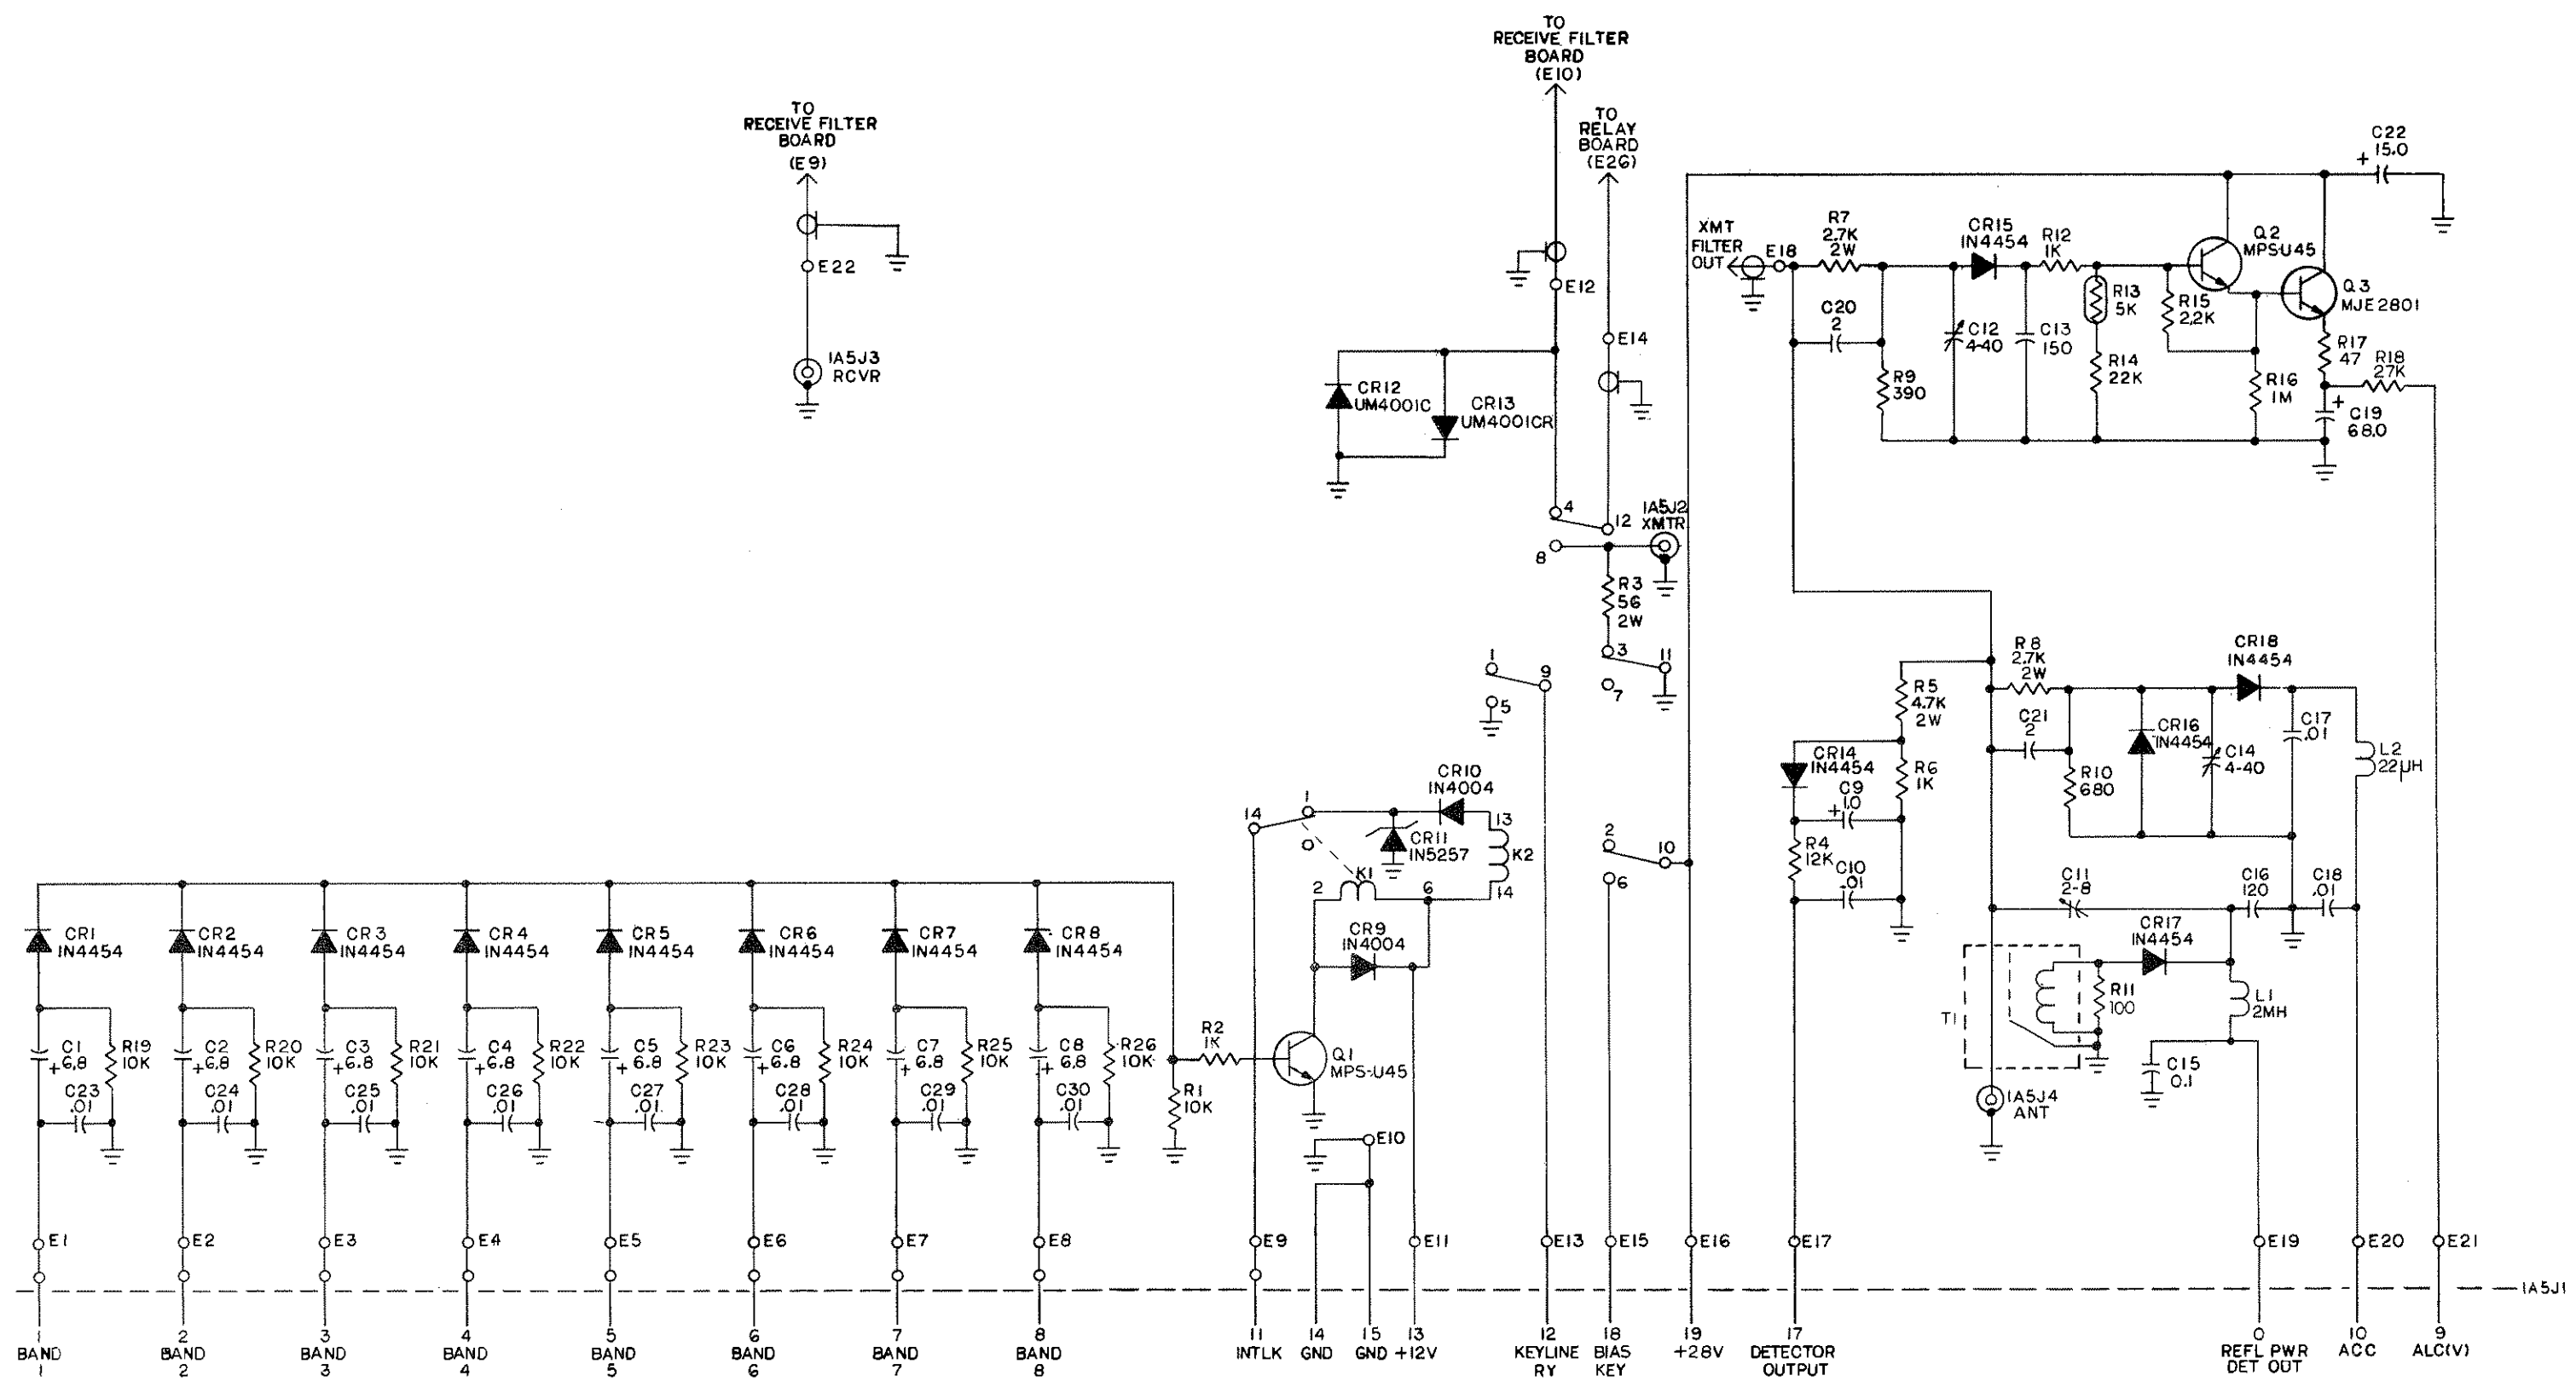 TO
RECEIVE FILTER
BOARD
(E10)
TO
RECEIVE FILTER
BOARD
(E9)
TO
RELAY
BOARD
(E26)
C22
+ 15.0
E22
1A5J3
RCVR
E12
E14
XMT
FILTER
OUT
E18
R7
2.7K
2W
CR15
1N4454
R12
1K
Q2
MPSU45
Q3
MJE2801
C20
2
C12
4-40
C13
150
R13
5K
R15
2.2K
R14
22K
R9
390
R16
1M
R17
47
R18
27K
+
C19
68.0
CR12
UM4001C
CR13
UM4001CR
4
12
8
1A5J2
XMTR
R3
56
2W
3
11
7
1
9
5
R5
4.7K
2W
R8
2.7K
2W
CR18
1N4454
C21
2
CR16
1N4454
C14
4-40
C17
.01
R10
680
L2
22µH
CR14
1N4454
R6
1K
C9
+1.0
R4
12K
C10
.01
CR10
1N4004
14
1
13
CR11
1N5257
K2
2
K1
6
14
2
10
6
CR9
1N4004
C11
2-8
C16
120
C18
.01
CR17
1N4454
R11
100
T1
L1
2MH
C15
0.1
1A5J4
ANT
CR1
1N4454
CR2
1N4454
CR3
1N4454
CR4
1N4454
CR5
1N4454
CR6
1N4454
CR7
1N4454
CR8
1N4454
C1
+6.8
R19
10K
C2
+6.8
R20
10K
C3
+6.8
R21
10K
C4
+6.8
R22
10K
C5
+6.8
R23
10K
C6
+6.8
R24
10K
C7
+6.8
R25
10K
C8
+6.8
R26
10K
C23
.01
C24
.01
C25
.01
C26
.01
C27
.01
C28
.01
C29
.01
C30
.01
R2
1K
R1
10K
Q1
MPS-U45
E10
E1
E2
E3
E4
E5
E6
E7
E8
E9
E11
E13
E15
E16
E17
E19
E20
E21
1A5J1
1
BAND
1
2
BAND
2
3
BAND
3
4
BAND
4
5
BAND
5
6
BAND
6
7
BAND
7
8
BAND
8
11
INTLK
14
GND
15
GND
13
+12V
12
KEYLINE
RY
18
BIAS
KEY
19
+28V
17
DETECTOR
OUTPUT
0
REFL PWR
DET OUT
10
ACC
9
ALC(V)